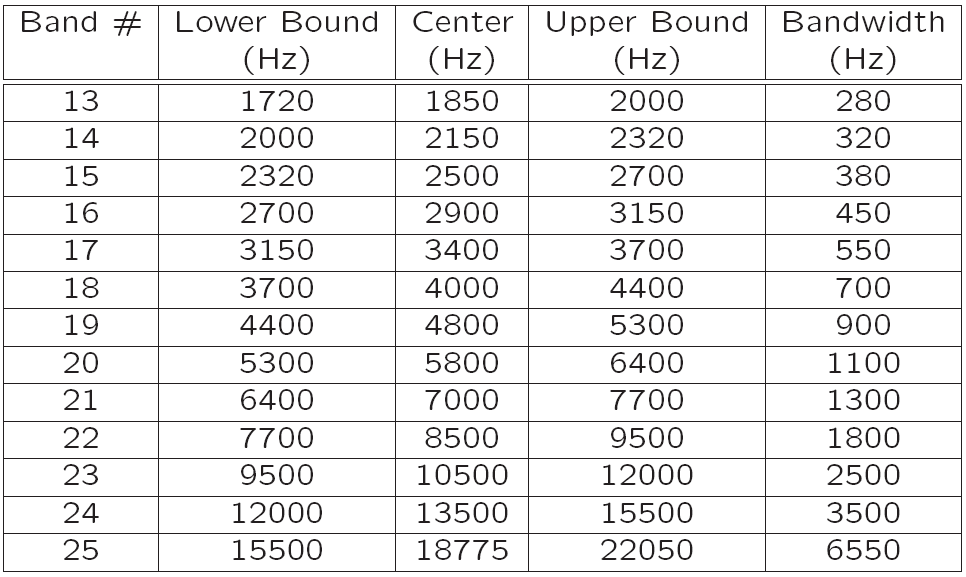 Band # Lower Bound Center Upper Bound Bandwidth
(Hz) (Hz) (Hz) (Hz)
13 1720 1850 2000 280
14 2000 2150 2320 320
15 2320 2500 2700 380
16 2700 2900 3150 450
17 3150 3400 3700 550
18 3700 4000 4400 700
19 4400 4800 5300 900
20 5300 5800 6400 1100
21 6400 7000 7700 1300
22 7700 8500 9500 1800
23 9500 10500 12000 2500
24 12000 13500 15500 3500
25 15500 18775 22050 6550